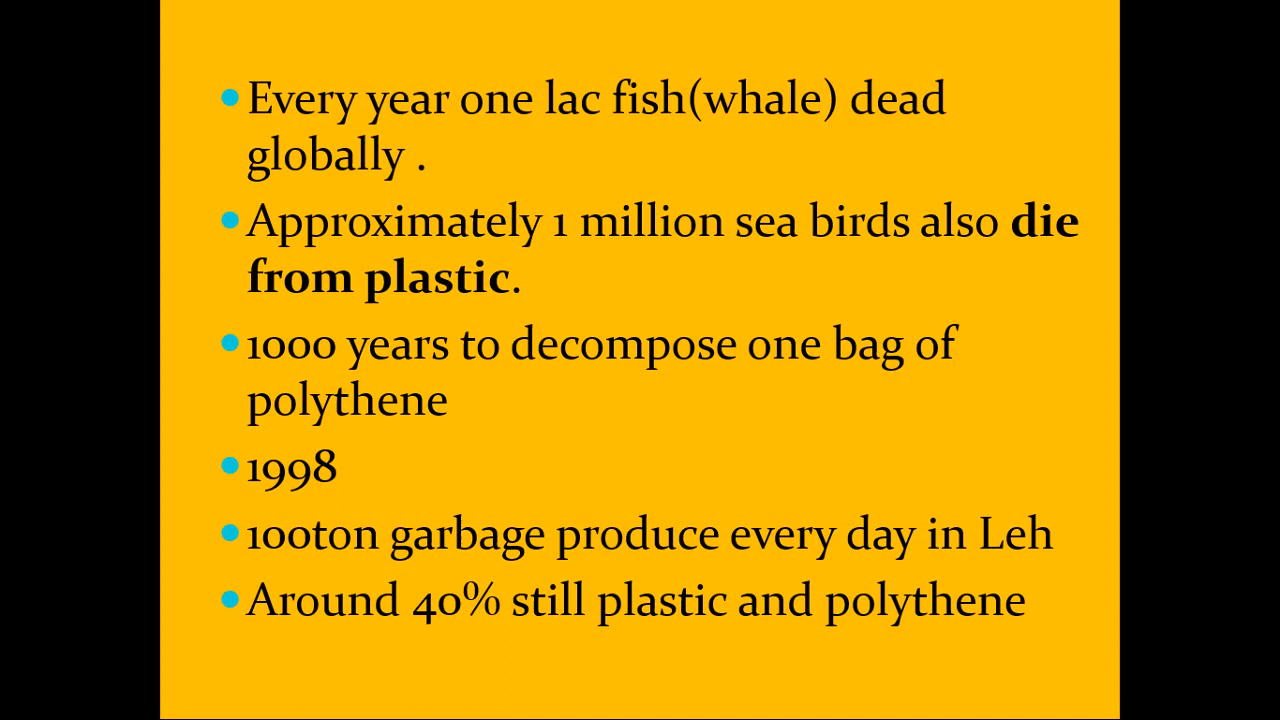 • Every year one lac fish(whale) dead
globally .
• Approximately 1 million sea birds also die
from plastic.
• 1000 years to decompose one bag of
polythene
• 1998
• 100ton garbage produce every day in Leh
• Around 40% still plastic and polythene